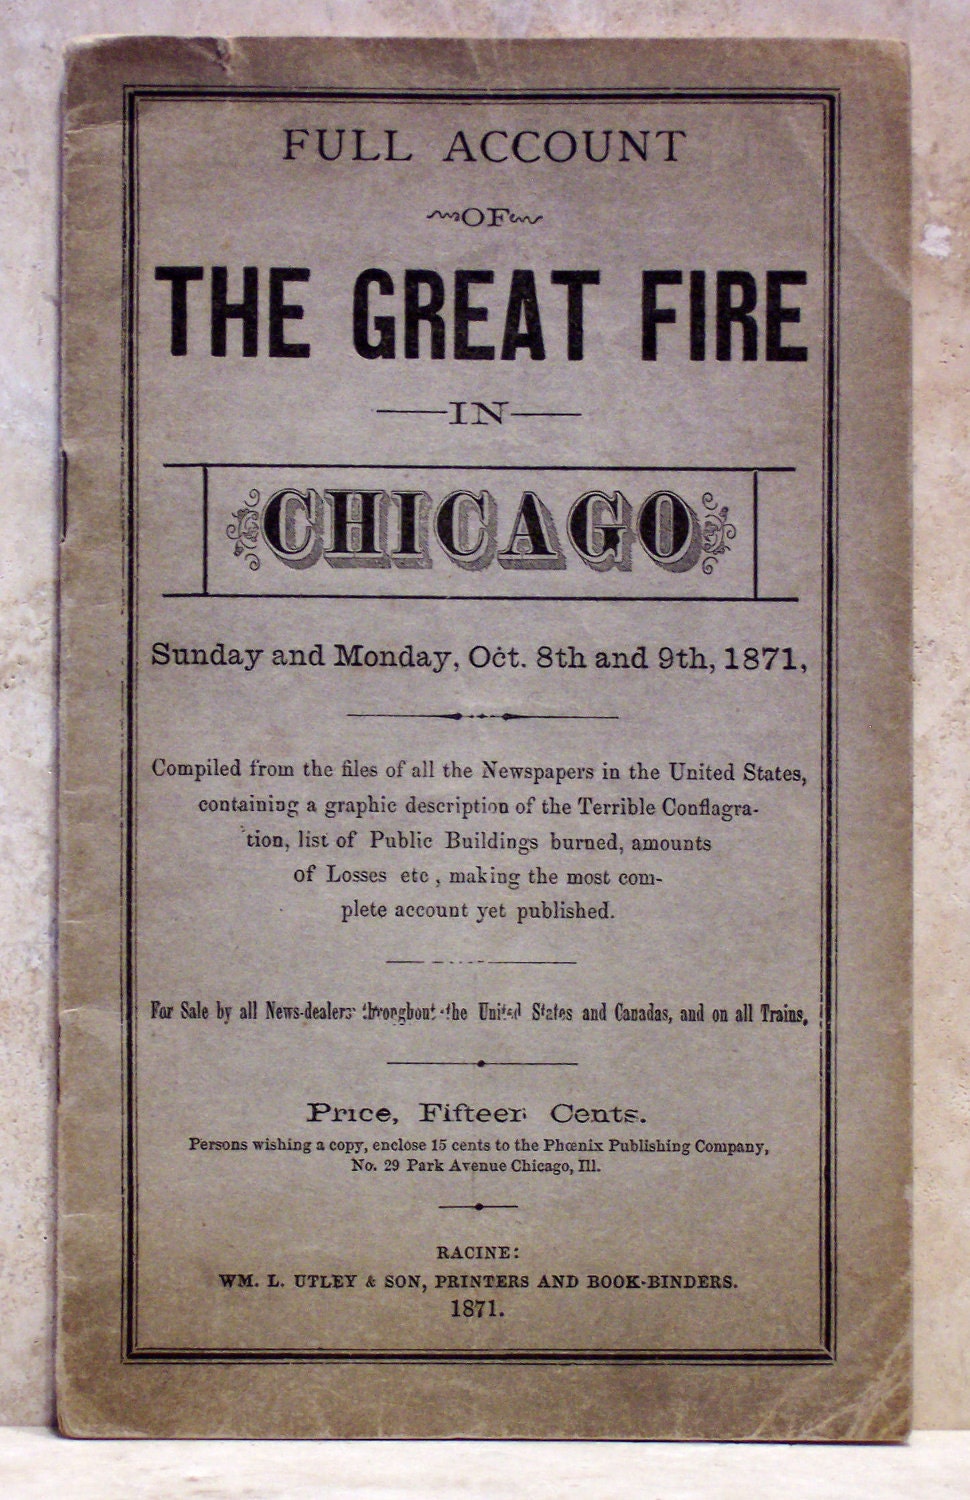 FULL ACCOUNT
OF
THE GREAT FIRE
IN
CHICAGO
Sunday and Monday, Oct. 8th and 9th, 1871,
Compiled from the files of all the Newspapers in the United States,
containing a graphic description of the Terrible Conflagra-
tion, list of Public Buildings burned, amounts
of Losses etc , making the most com-
plete account yet published.
For Sale by all News-dealers throughout the United States and Canadas, and on all Trains,
Price, Fifteen Cents.
Persons wishing a copy, enclose 15 cents to the Phœnix Publishing Company,
No. 29 Park Avenue Chicago, Ill.
RACINE:
WM. L. UTLEY & SON, PRINTERS AND BOOK-BINDERS.
1871.